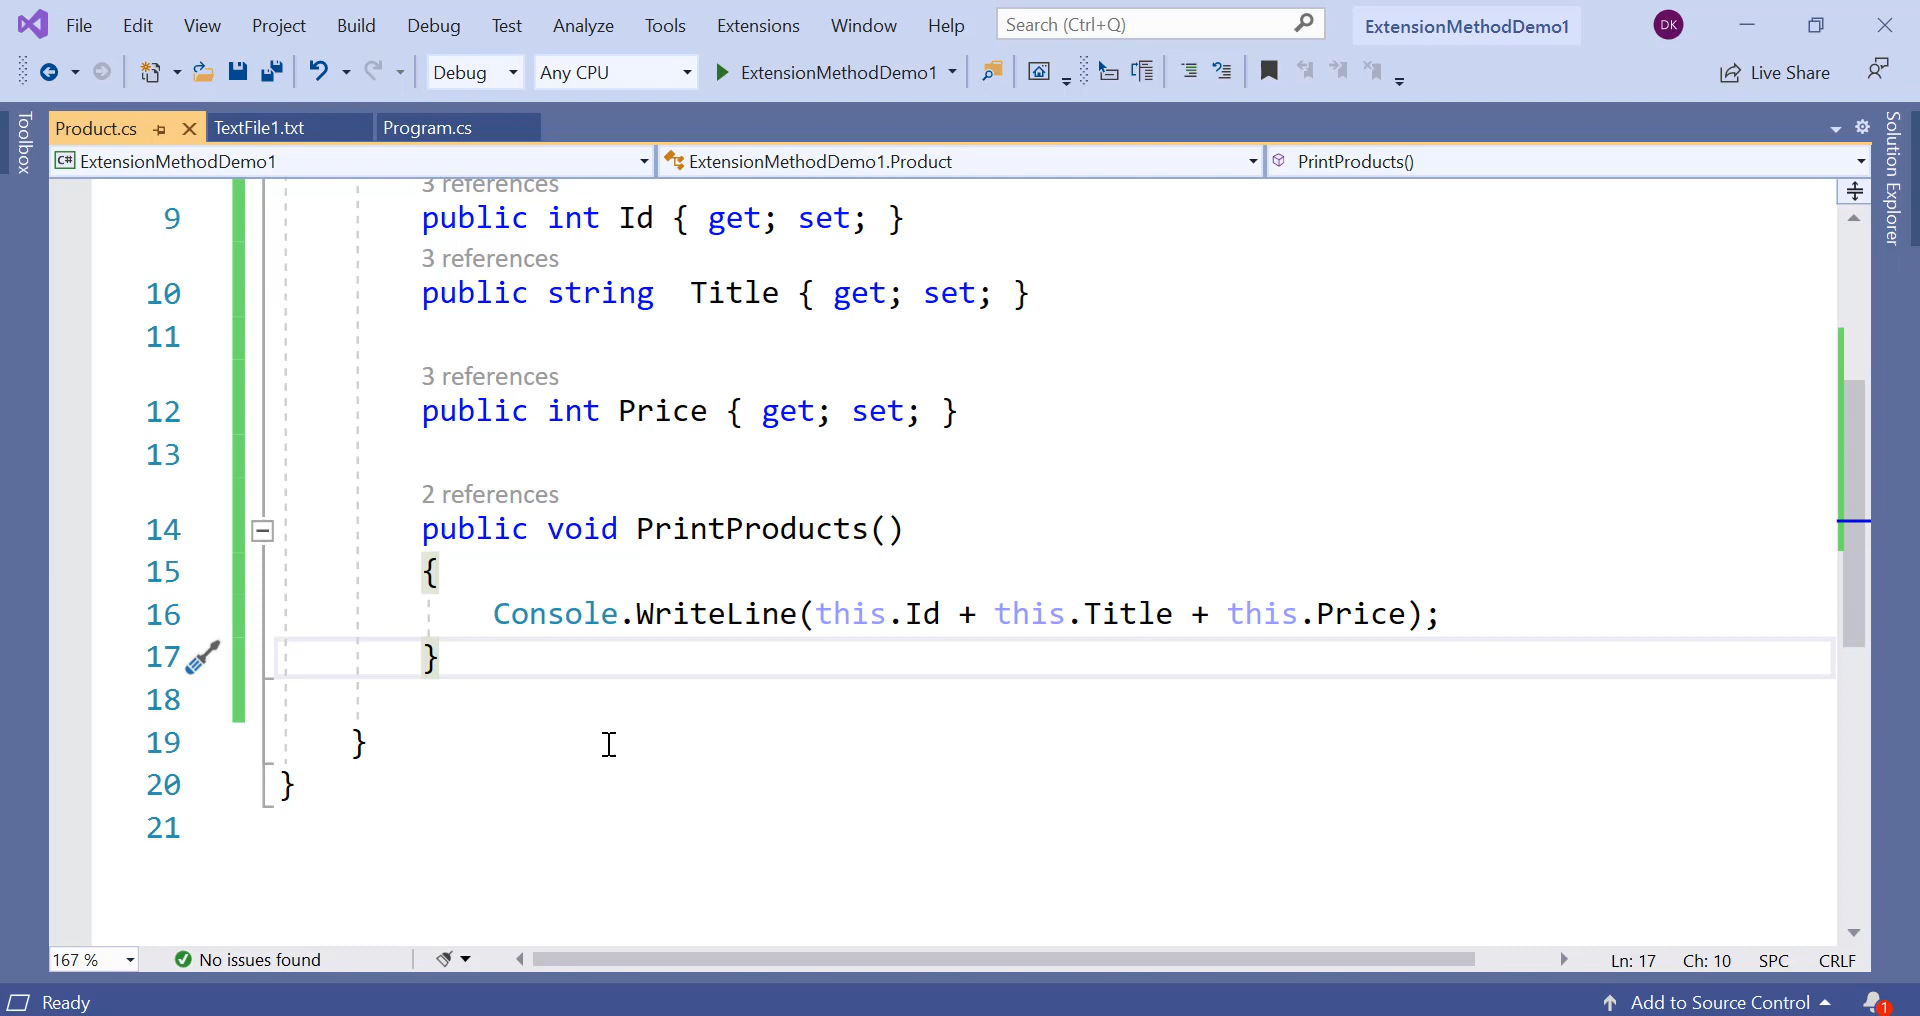 File Edit View Project Build Debug Test Analyze Tools Extensions Window Help Search (Ctrl+Q) ExtensionMethodDemo1 DK
Debug Any CPU ExtensionMethodDemo1 Live Share
Toolbox
Product.cs TextFile1.txt Program.cs
Solution Explorer
C# ExtensionMethodDemo1 ExtensionMethodDemo1.Product PrintProducts()
3 references
9 public int Id { get; set; }
3 references
10 public string  Title { get; set; }
11
3 references
12 public int Price { get; set; }
13
2 references
14 public void PrintProducts()
15 {
16 Console.WriteLine(this.Id + this.Title + this.Price);
17 }
18
19 }
20 }
21
167 % No issues found Ln: 17 Ch: 10 SPC CRLF
Ready Add to Source Control 1